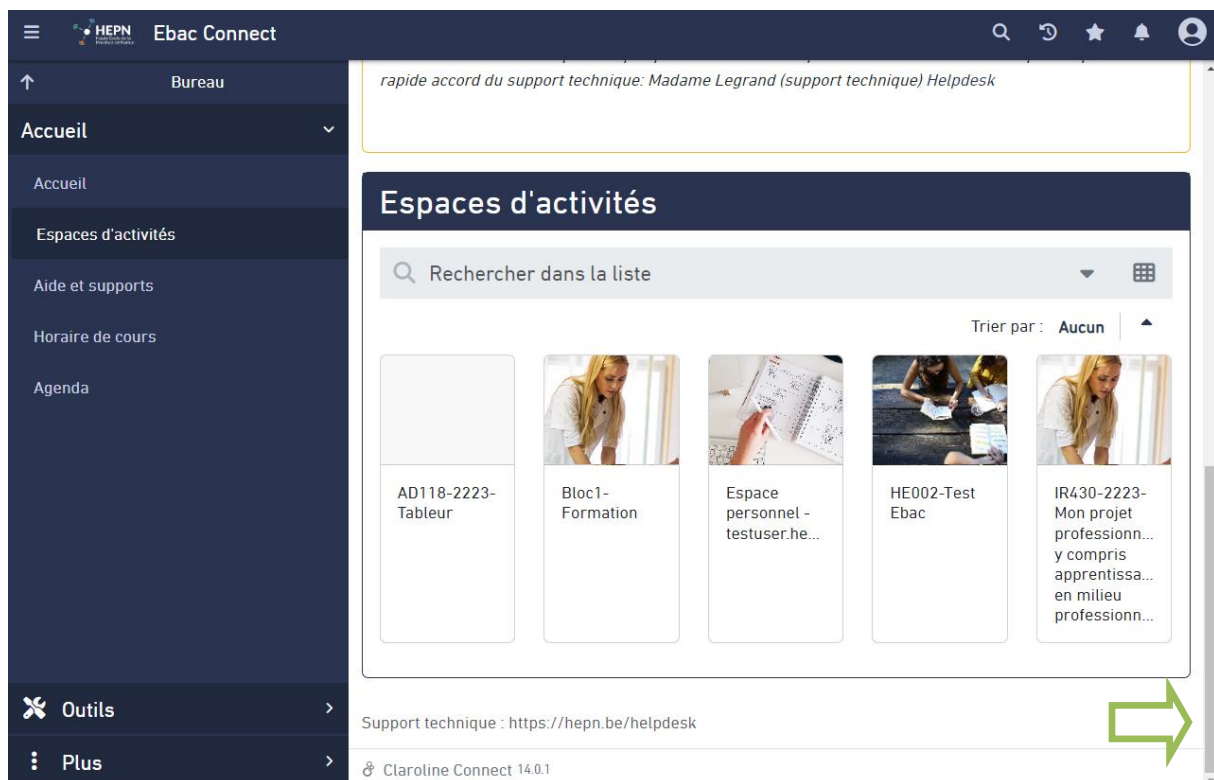 HEPN
Ebac Connect
Bureau
Accueil
Accueil
Espaces d'activités
Aide et supports
Horaire de cours
Agenda
Outils
Plus
rapide accord du support technique: Madame Legrand (support technique) Helpdesk
Espaces d'activités
Rechercher dans la liste
Trier par : Aucun
AD118-2223-
Tableur
Bloc1-
Formation
Espace
personnel -
testuser.he...
HE002-Test
Ebac
IR430-2223-
Mon projet
professionn...
y compris
apprentissa...
en milieu
professionn...
Support technique : https://hepn.be/helpdesk
Claroline Connect 14.0.1